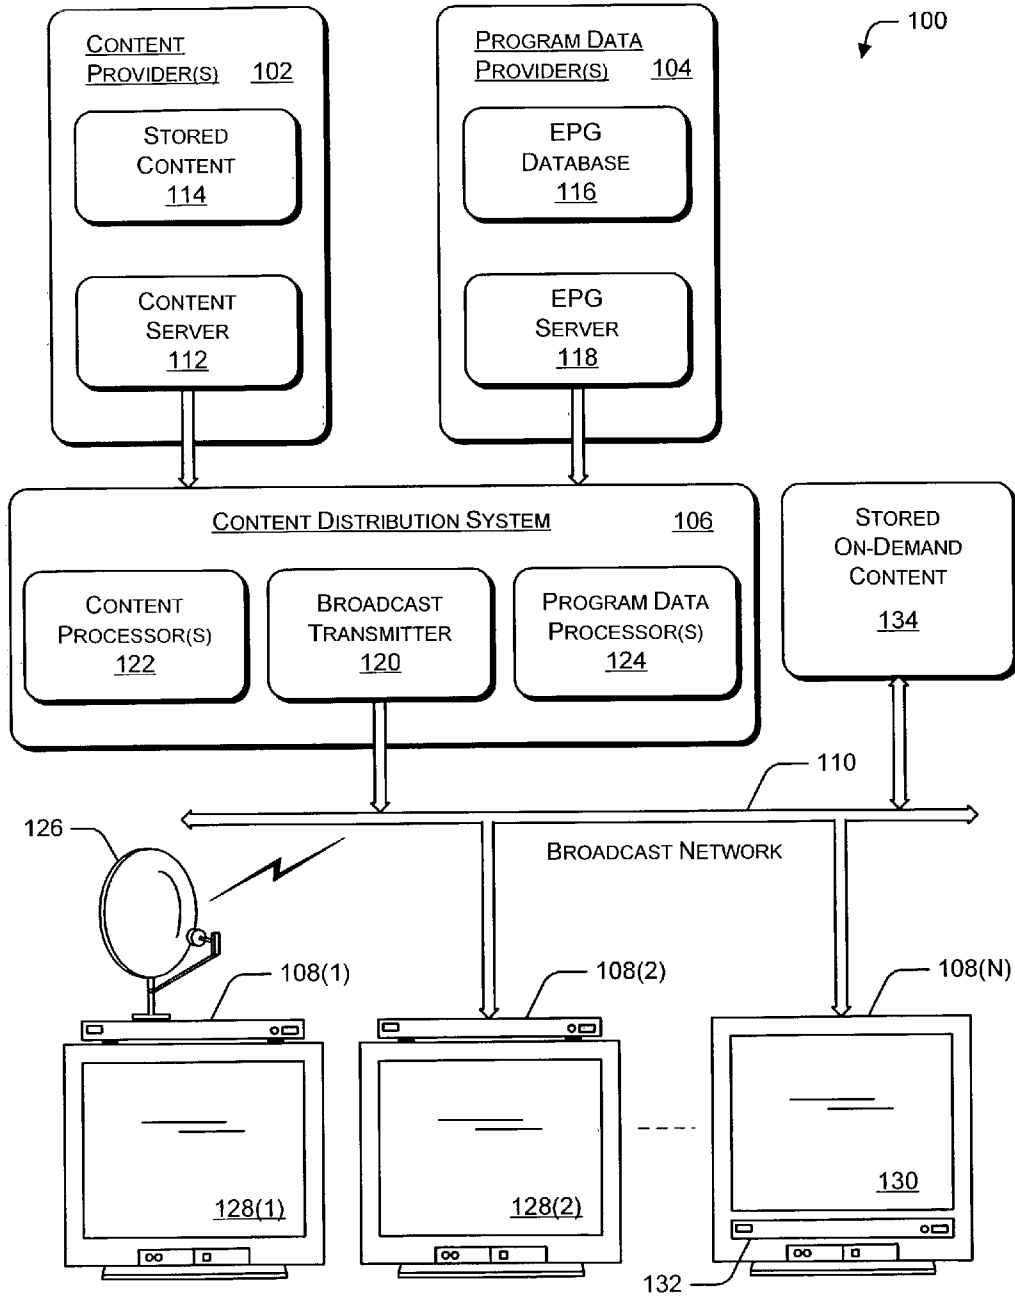 100
CONTENT
PROVIDER(S) 102
STORED
CONTENT
114
CONTENT
SERVER
112
PROGRAM DATA
PROVIDER(S) 104
EPG
DATABASE
116
EPG
SERVER
118
CONTENT DISTRIBUTION SYSTEM 106
CONTENT
PROCESSOR(S)
122
BROADCAST
TRANSMITTER
120
PROGRAM DATA
PROCESSOR(S)
124
STORED
ON-DEMAND
CONTENT
134
110
BROADCAST NETWORK
126
108(1)
108(2)
108(N)
128(1)
128(2)
130
132